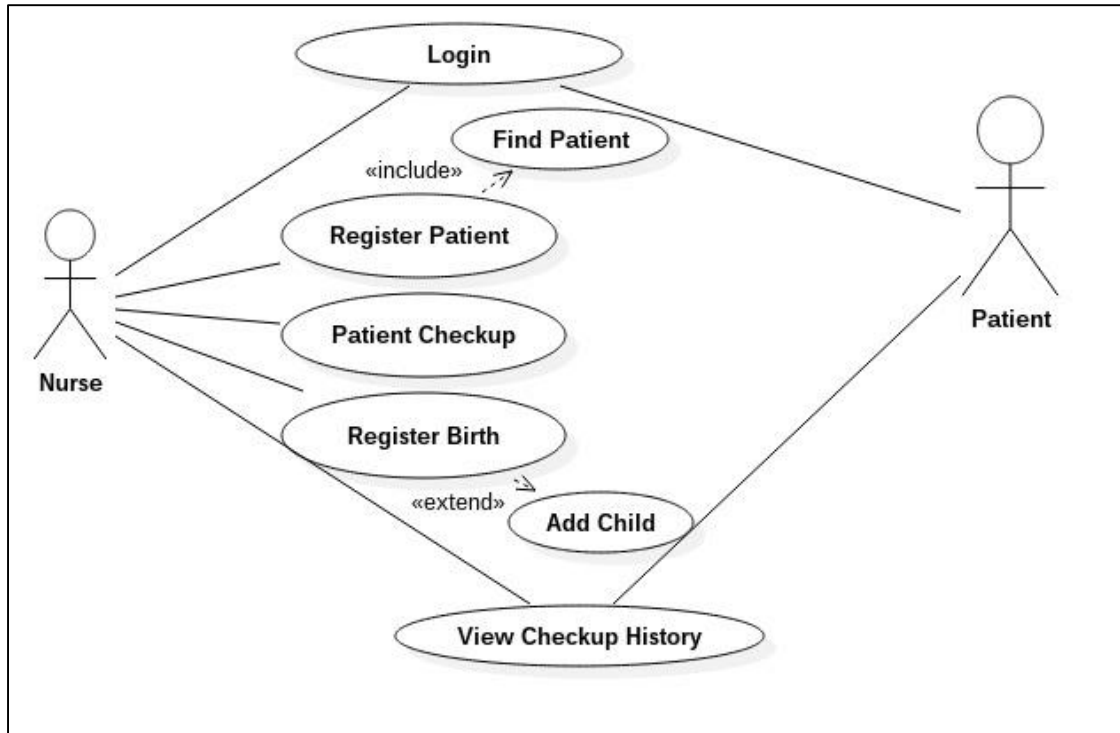 Login
Find Patient
«include»
Register Patient
Patient Checkup
Patient
Nurse
Register Birth
«extend»
Add Child
View Checkup History